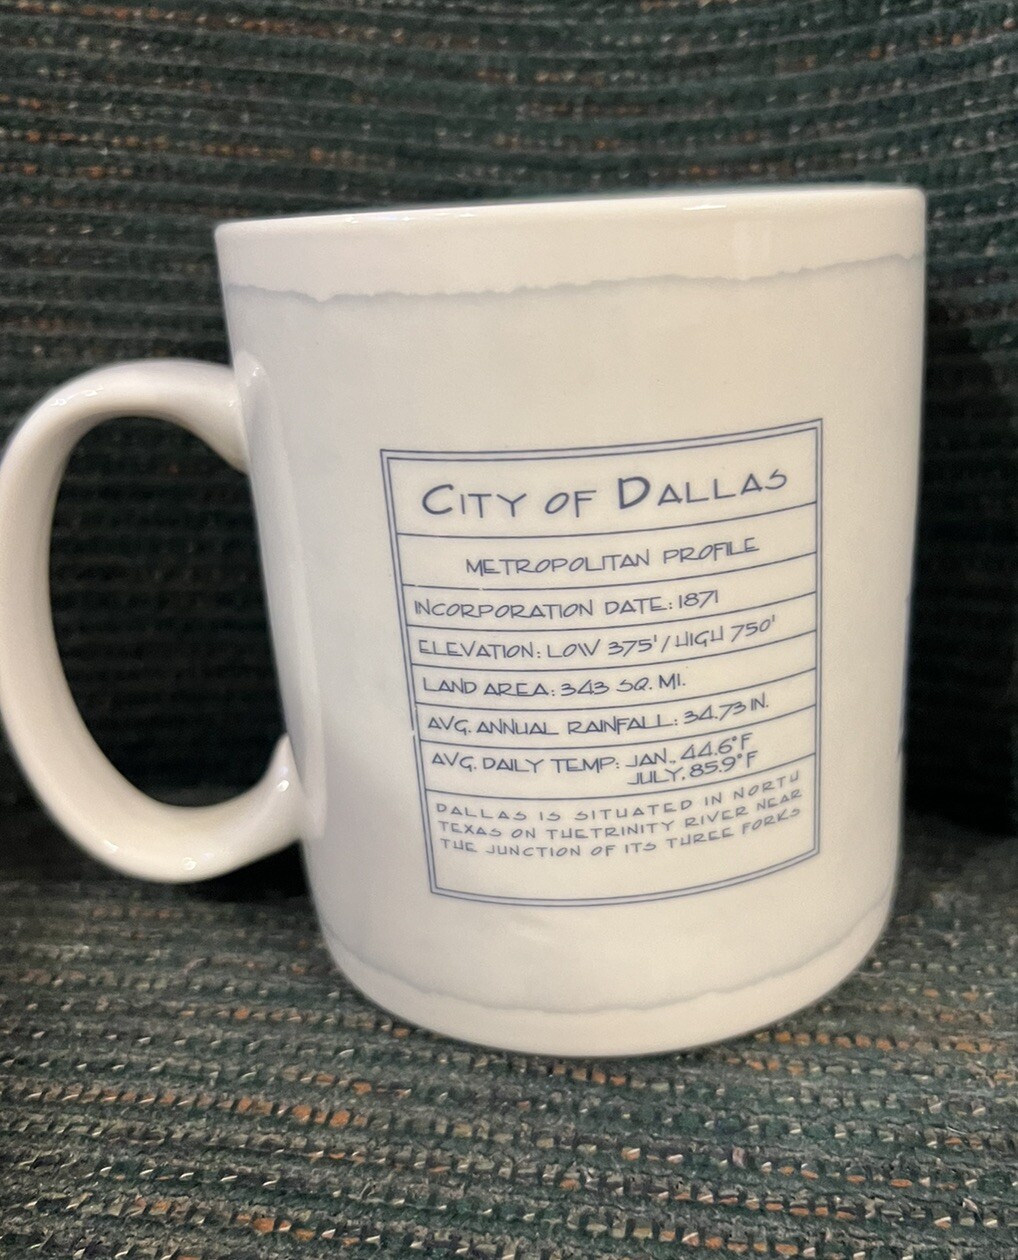 CITY OF DALLAS
METROPOLITAN PROFILE
INCORPORATION DATE: 1871
ELEVATION: LOW 375' / HIGH 750'
LAND AREA: 343 SQ. MI.
AVG. ANNUAL RAINFALL: 34.73 IN.
AVG. DAILY TEMP: JAN., 44.6°F
JULY, 85.9°F
DALLAS IS SITUATED IN NORTH
TEXAS ON THE TRINITY RIVER NEAR
THE JUNCTION OF ITS THREE FORKS